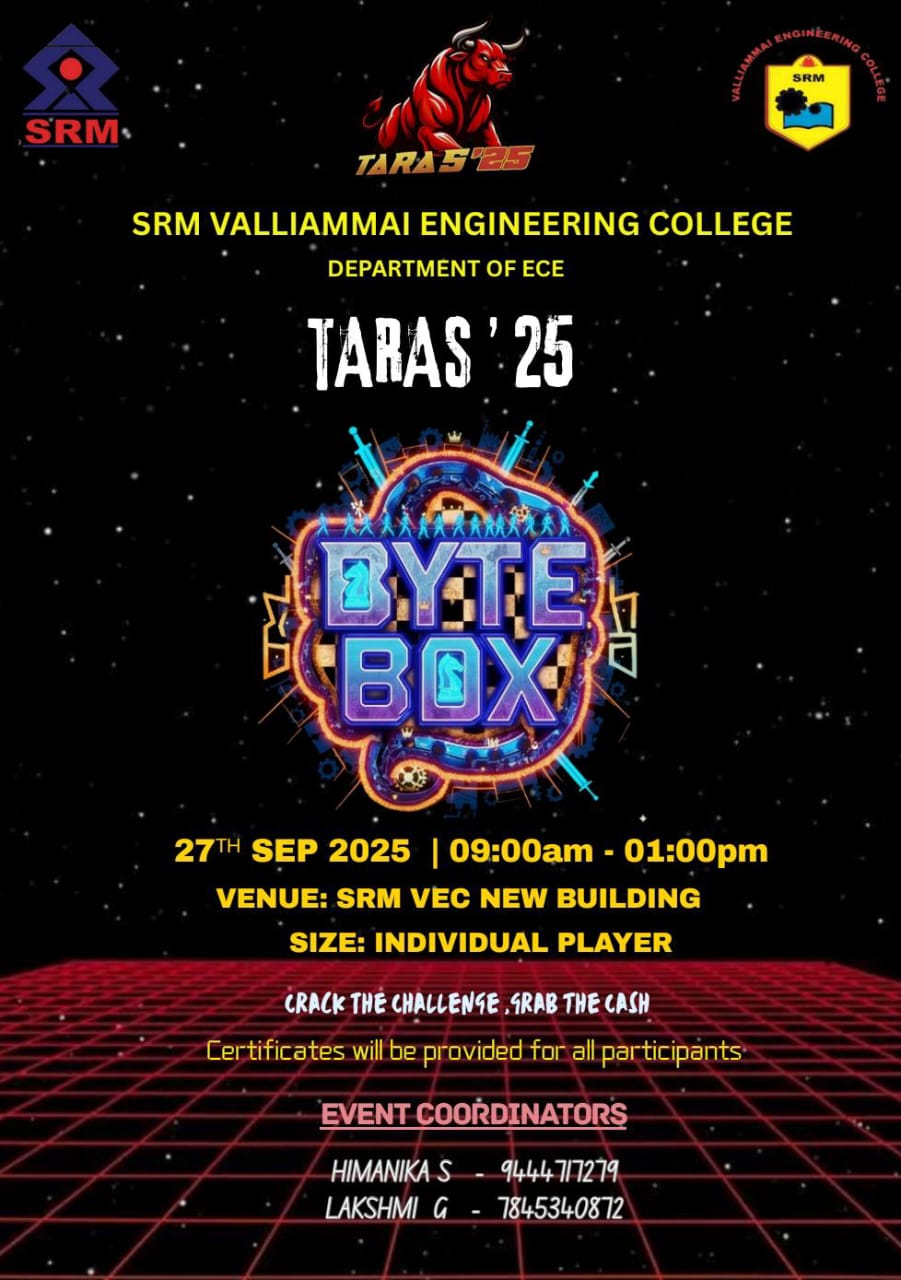 SRM
TARAS'25
VALLIAMMAI ENGINEERING COLLEGE
SRM
SRM VALLIAMMAI ENGINEERING COLLEGE
DEPARTMENT OF ECE
TARAS '25
BYTE
BOX
27TH SEP 2025 | 09:00am - 01:00pm
VENUE: SRM VEC NEW BUILDING
SIZE: INDIVIDUAL PLAYER
CRACK THE CHALLENGE ,GRAB THE CASH
Certificates will be provided for all participants
EVENT COORDINATORS
HIMANIKA S - 9444717279
LAKSHMI G - 7845340872